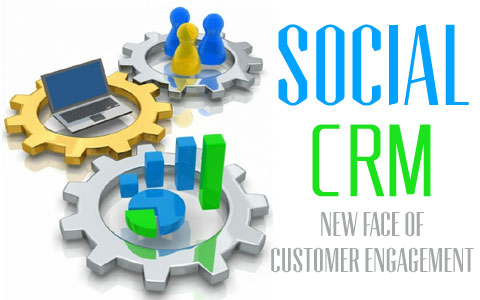 SOCIAL
CRM
NEW FACE OF
CUSTOMER ENGAGEMENT